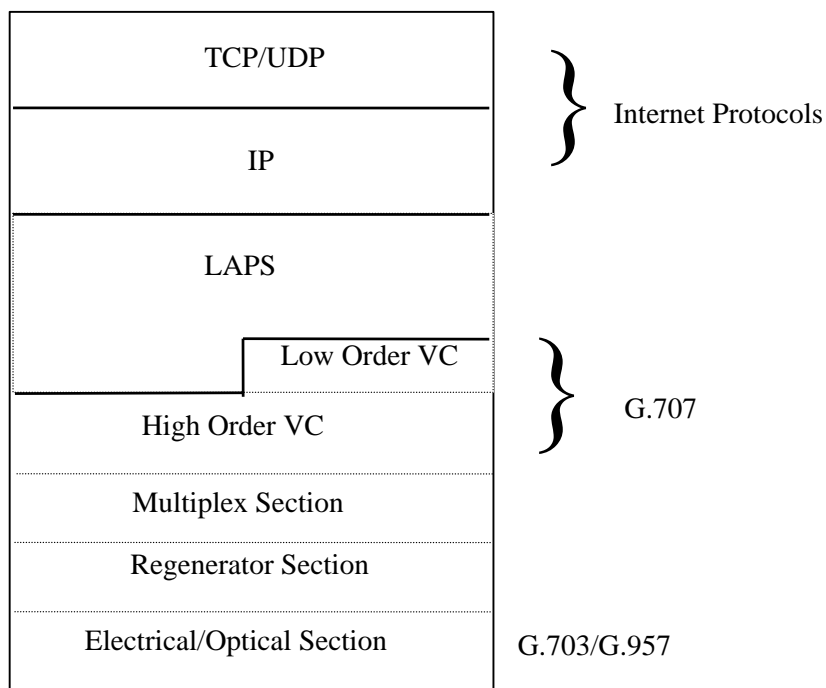 TCP/UDP
Internet Protocols
IP
LAPS
Low Order VC
G.707
High Order VC
Multiplex Section
Regenerator Section
Electrical/Optical Section
G.703/G.957